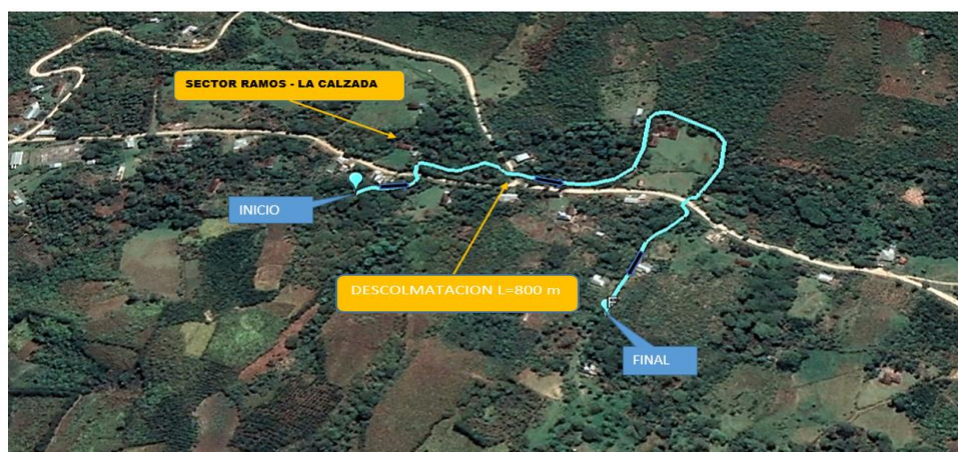 SECTOR RAMOS - LA CALZADA
INICIO
DESCOLMATACION L=800 m
F
FINAL